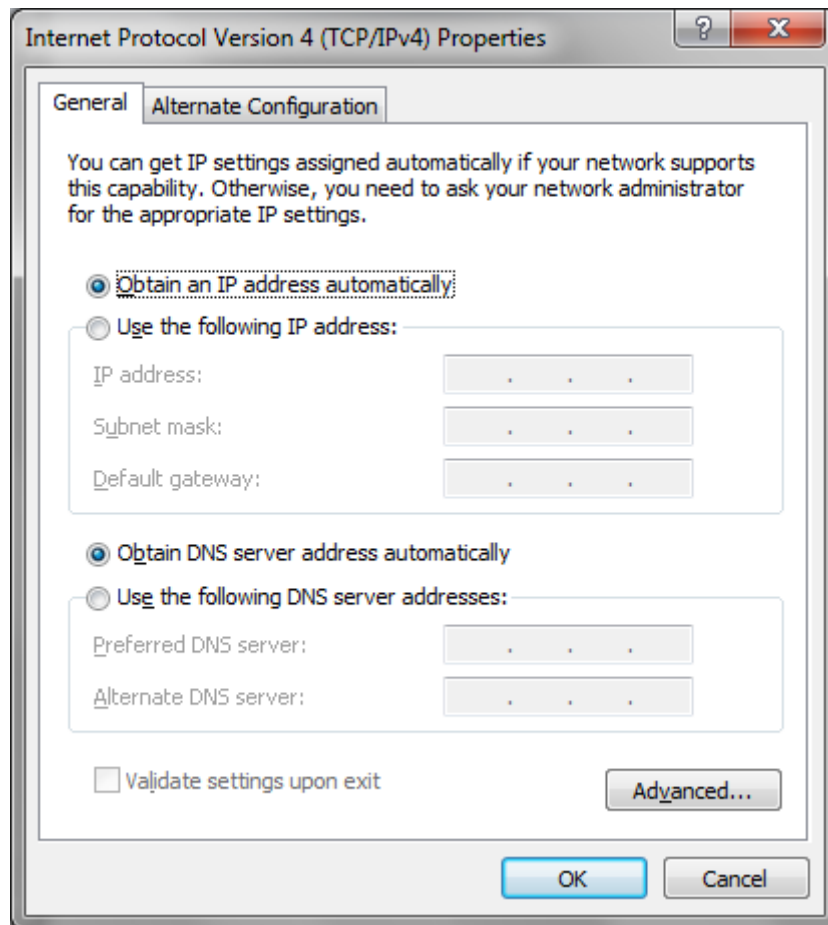 Internet Protocol Version 4 (TCP/IPv4) Properties
General
Alternate Configuration
You can get IP settings assigned automatically if your network supports
this capability. Otherwise, you need to ask your network administrator
for the appropriate IP settings.
Obtain an IP address automatically
Use the following IP address:
IP address:
Subnet mask:
Default gateway:
Obtain DNS server address automatically
Use the following DNS server addresses:
Preferred DNS server:
Alternate DNS server:
Validate settings upon exit
Advanced...
OK
Cancel